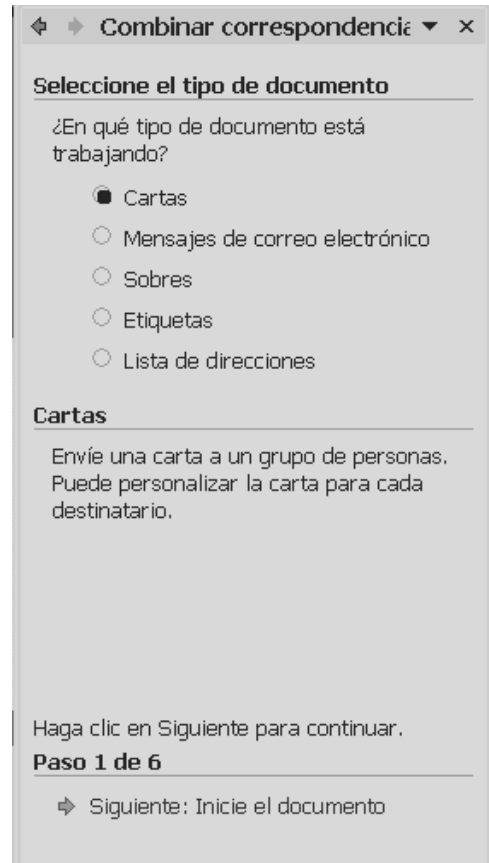 Combinar correspondencia
Seleccione el tipo de documento
¿En qué tipo de documento está
trabajando?
Cartas
Mensajes de correo electrónico
Sobres
Etiquetas
Lista de direcciones
Cartas
Envíe una carta a un grupo de personas.
Puede personalizar la carta para cada
destinatario.
Haga clic en Siguiente para continuar.
Paso 1 de 6
Siguiente: Inicie el documento